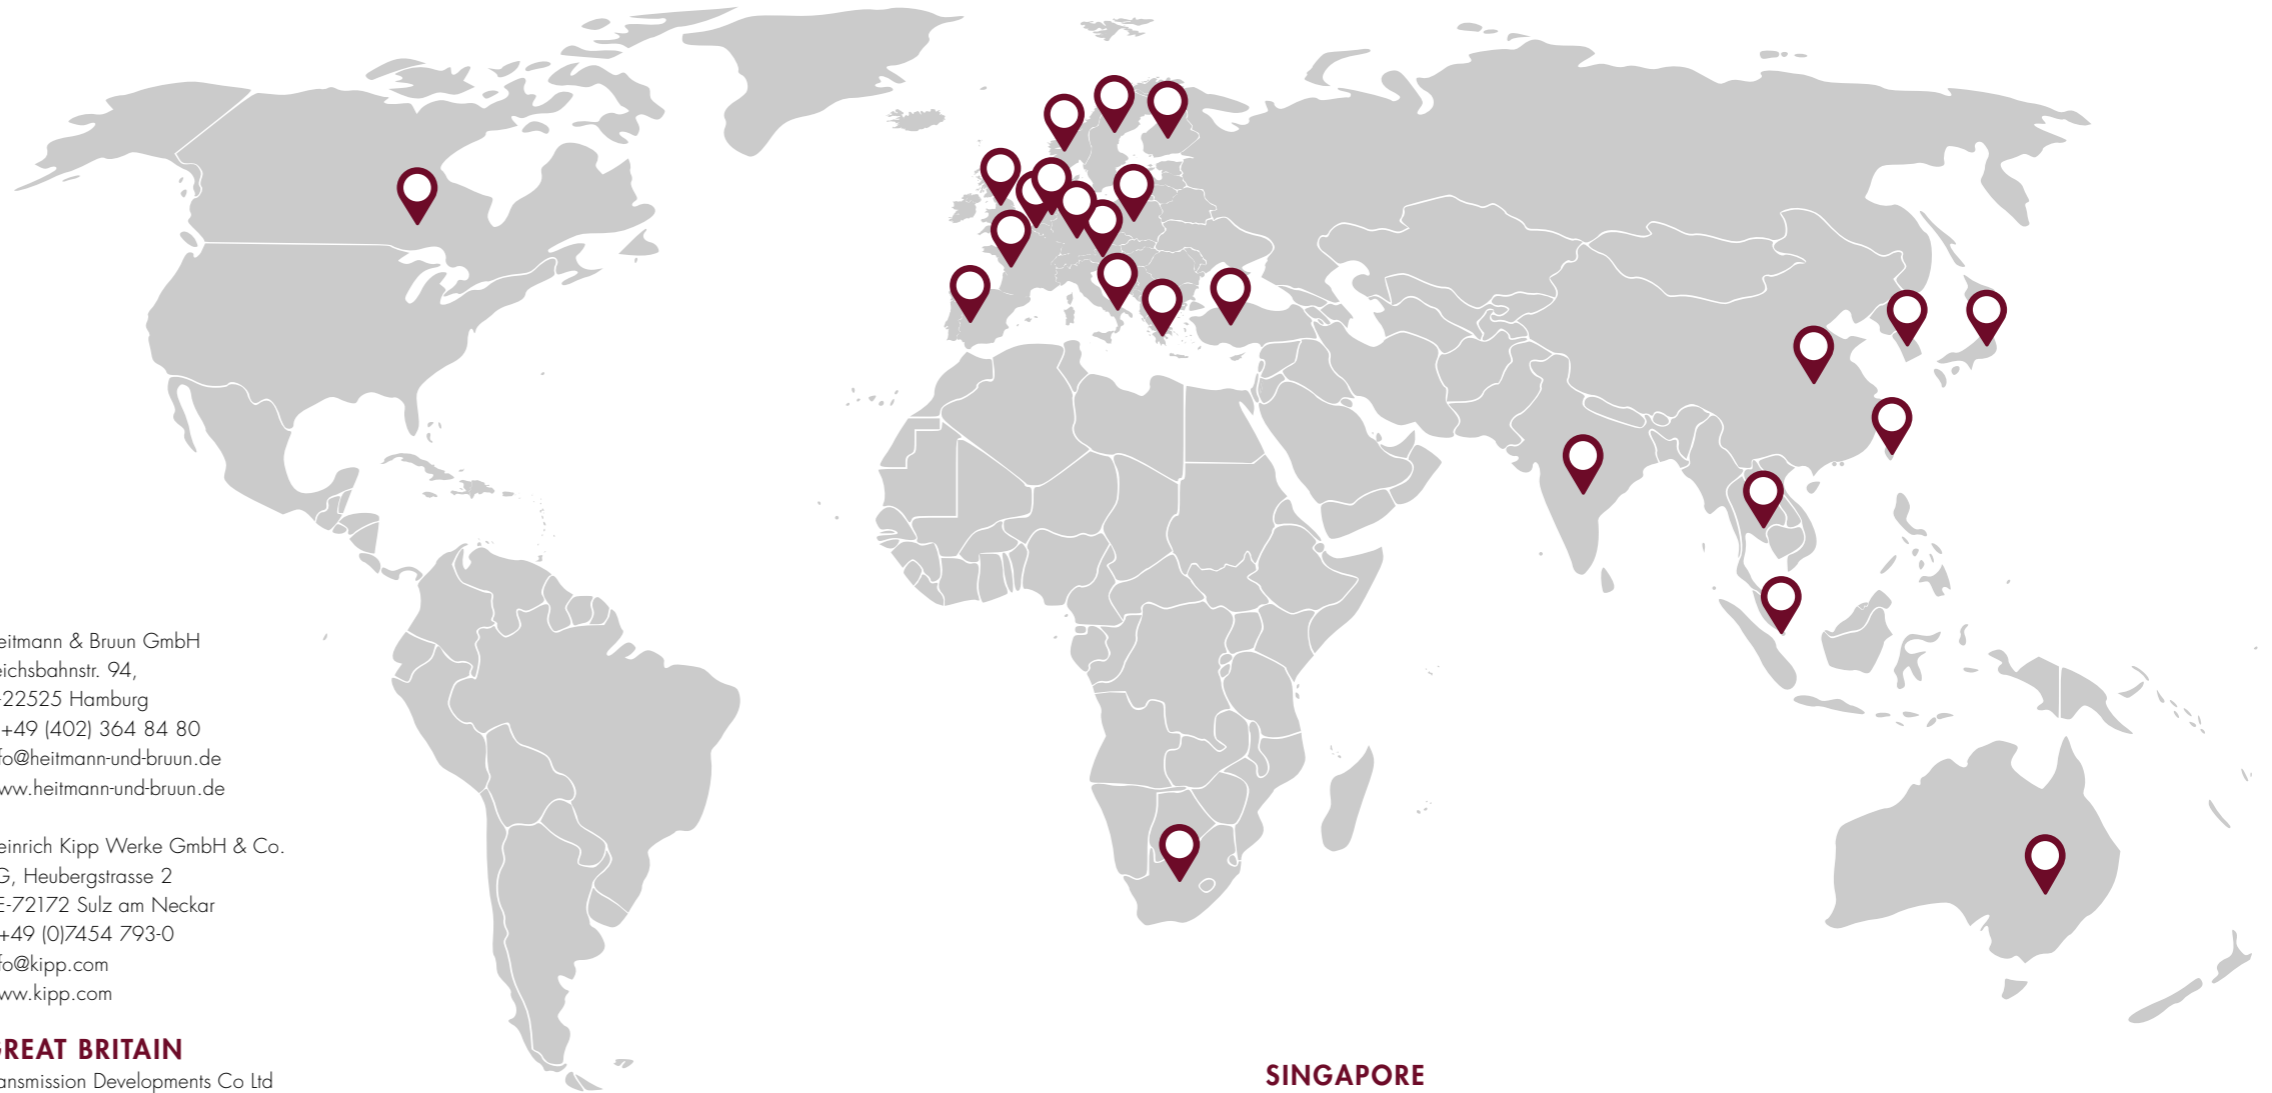 eitmann & Bruun GmbH
eichsbahnstr. 94,
-22525 Hamburg
+49 (402) 364 84 80
fo@heitmann-und-bruun.de
ww.heitmann-und-bruun.de
einrich Kipp Werke GmbH & Co.
G, Heubergstrasse 2
E-72172 Sulz am Neckar
+49 (0)7454 793-0
fo@kipp.com
ww.kipp.com
GREAT BRITAIN
ansmission Developments Co Ltd
SINGAPORE